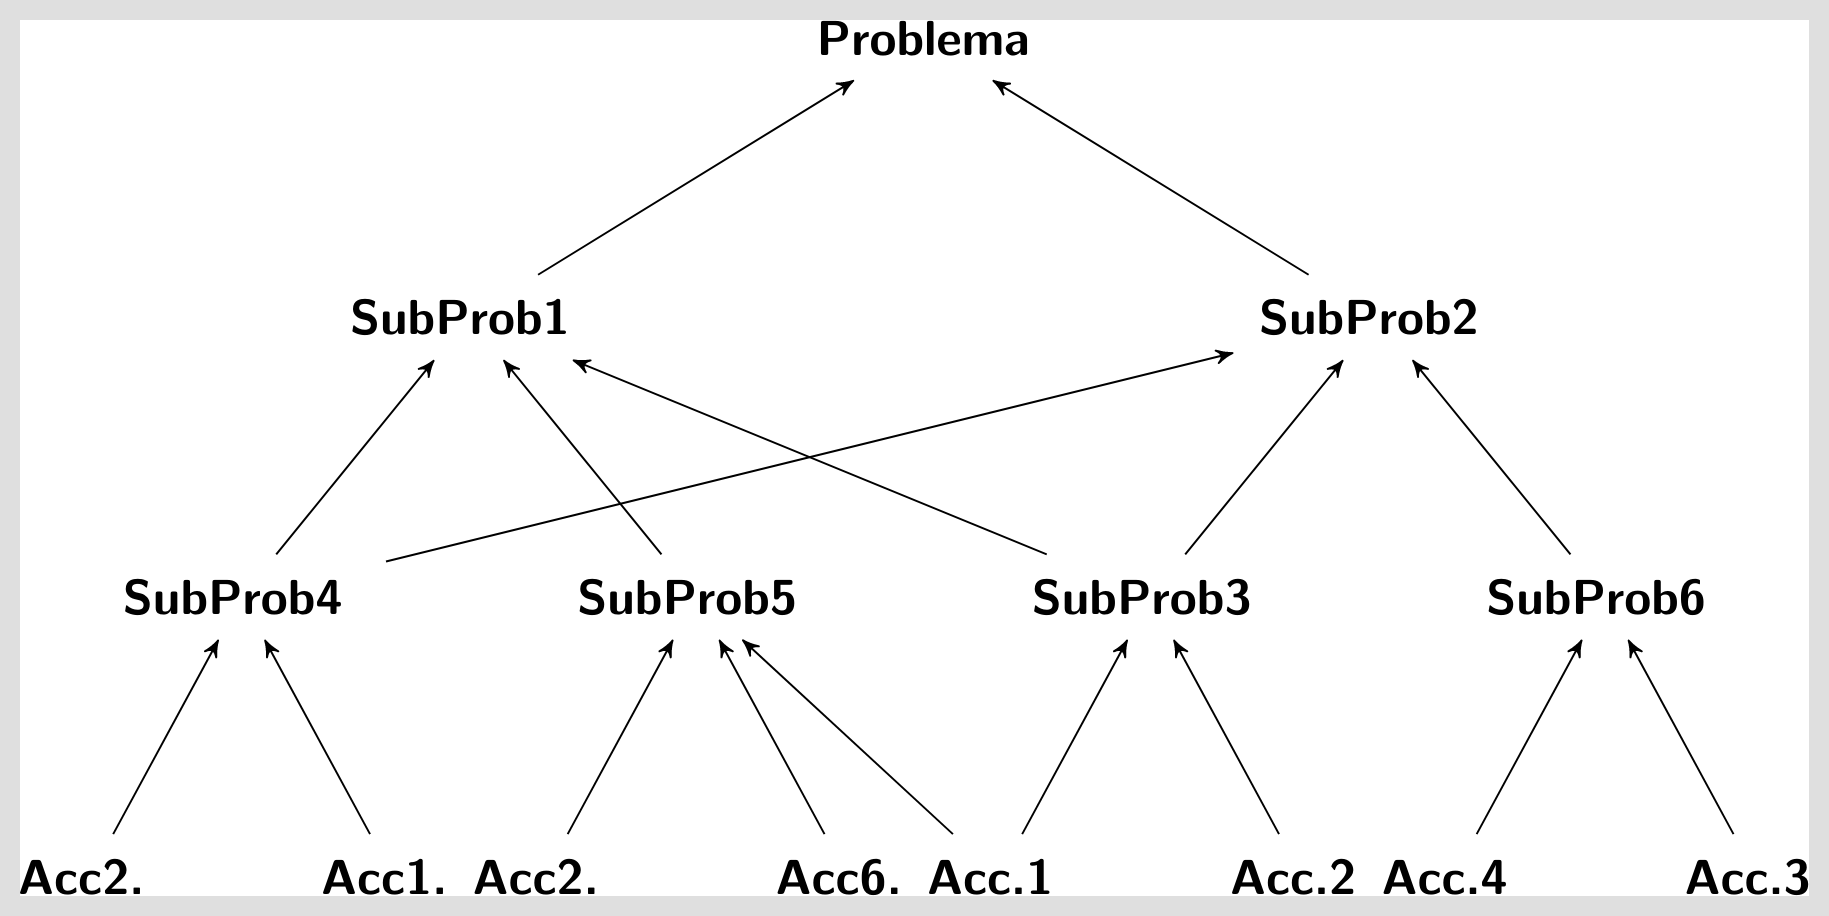 Problema
SubProb1 SubProb2
SubProb4 SubProb5 SubProb3 SubProb6
Acc2. Acc1. Acc2. Acc6. Acc.1 Acc.2 Acc.4 Acc.3